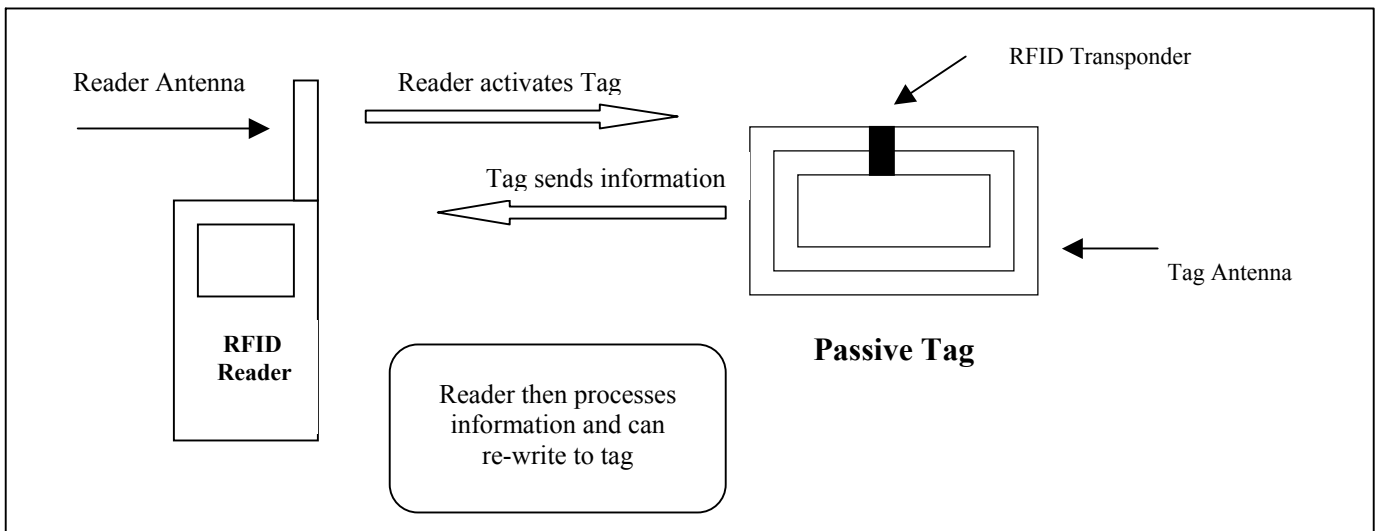 RFID Transponder
Reader Antenna
Reader activates Tag
Tag sends information
Tag Antenna
RFID
Reader
Passive Tag
Reader then processes
information and can
re-write to tag